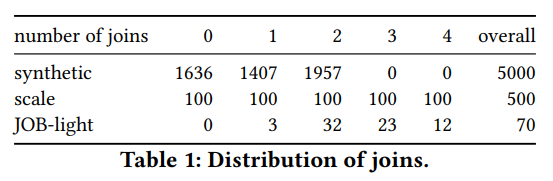 number of joins 0 1 2 3 4 overall
synthetic 1636 1407 1957 0 0 5000
scale 100 100 100 100 100 500
JOB-light 0 3 32 23 12 70
Table 1: Distribution of joins.